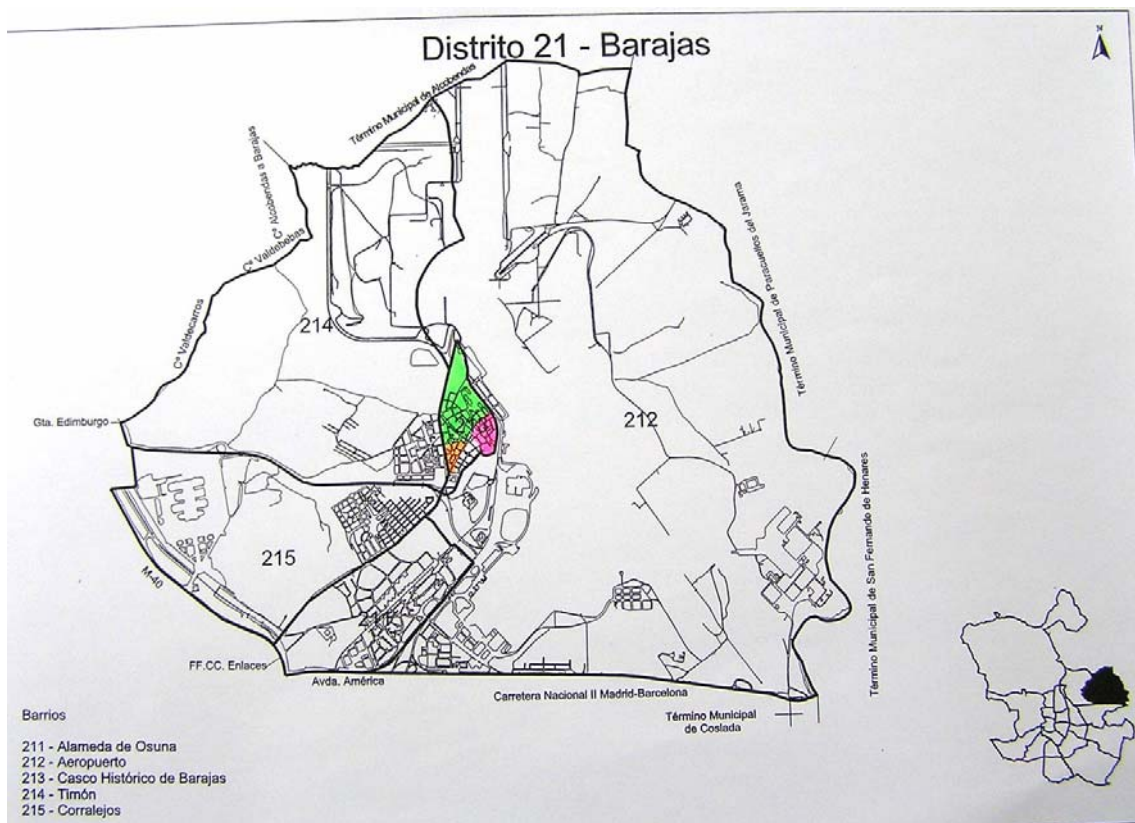 Distrito 21 - Barajas
N
Término Municipal de Alcobendas
Cº Alcobendas a Barajas
Cº Valdebebas
Cº Valdecarros
214
Término Municipal de Paracuellos del Jarama
Gta. Edimburgo
212
215
M-40
Término Municipal de San Fernando de Henares
FF.CC. Enlaces
Avda. América
Carretera Nacional II Madrid-Barcelona
Término Municipal
de Coslada
Barrios
211 - Alameda de Osuna
212 - Aeropuerto
213 - Casco Histórico de Barajas
214 - Timón
215 - Corralejos